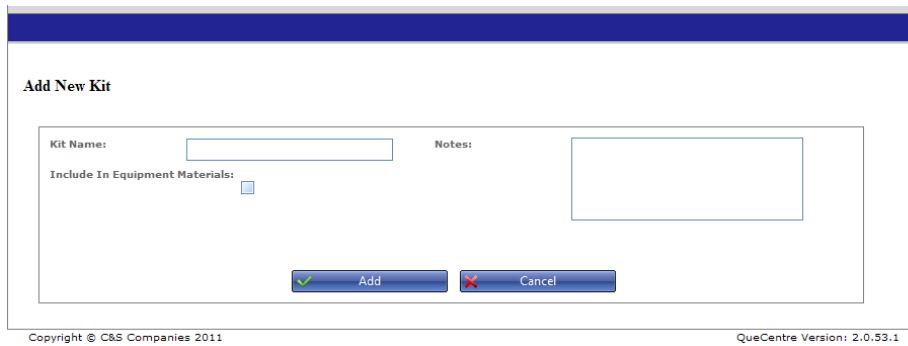 Add New Kit
Kit Name:
Notes:
Include In Equipment Materials:
Add
Cancel
Copyright © C&S Companies 2011
QueCentre Version: 2.0.53.1